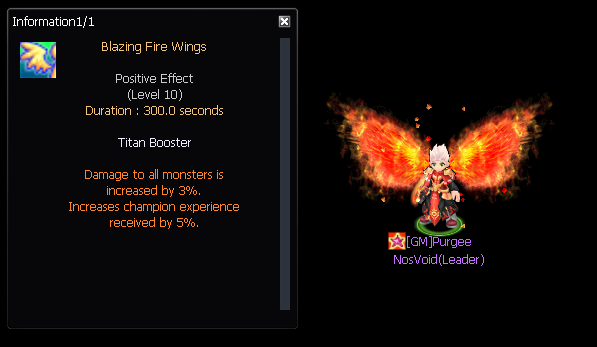 Information1/1
Blazing Fire Wings
Positive Effect
(Level 10)
Duration : 300.0 seconds
Titan Booster
Damage to all monsters is
increased by 3%.
Increases champion experience
received by 5%.
[GM]Purgee
NosVoid(Leader)